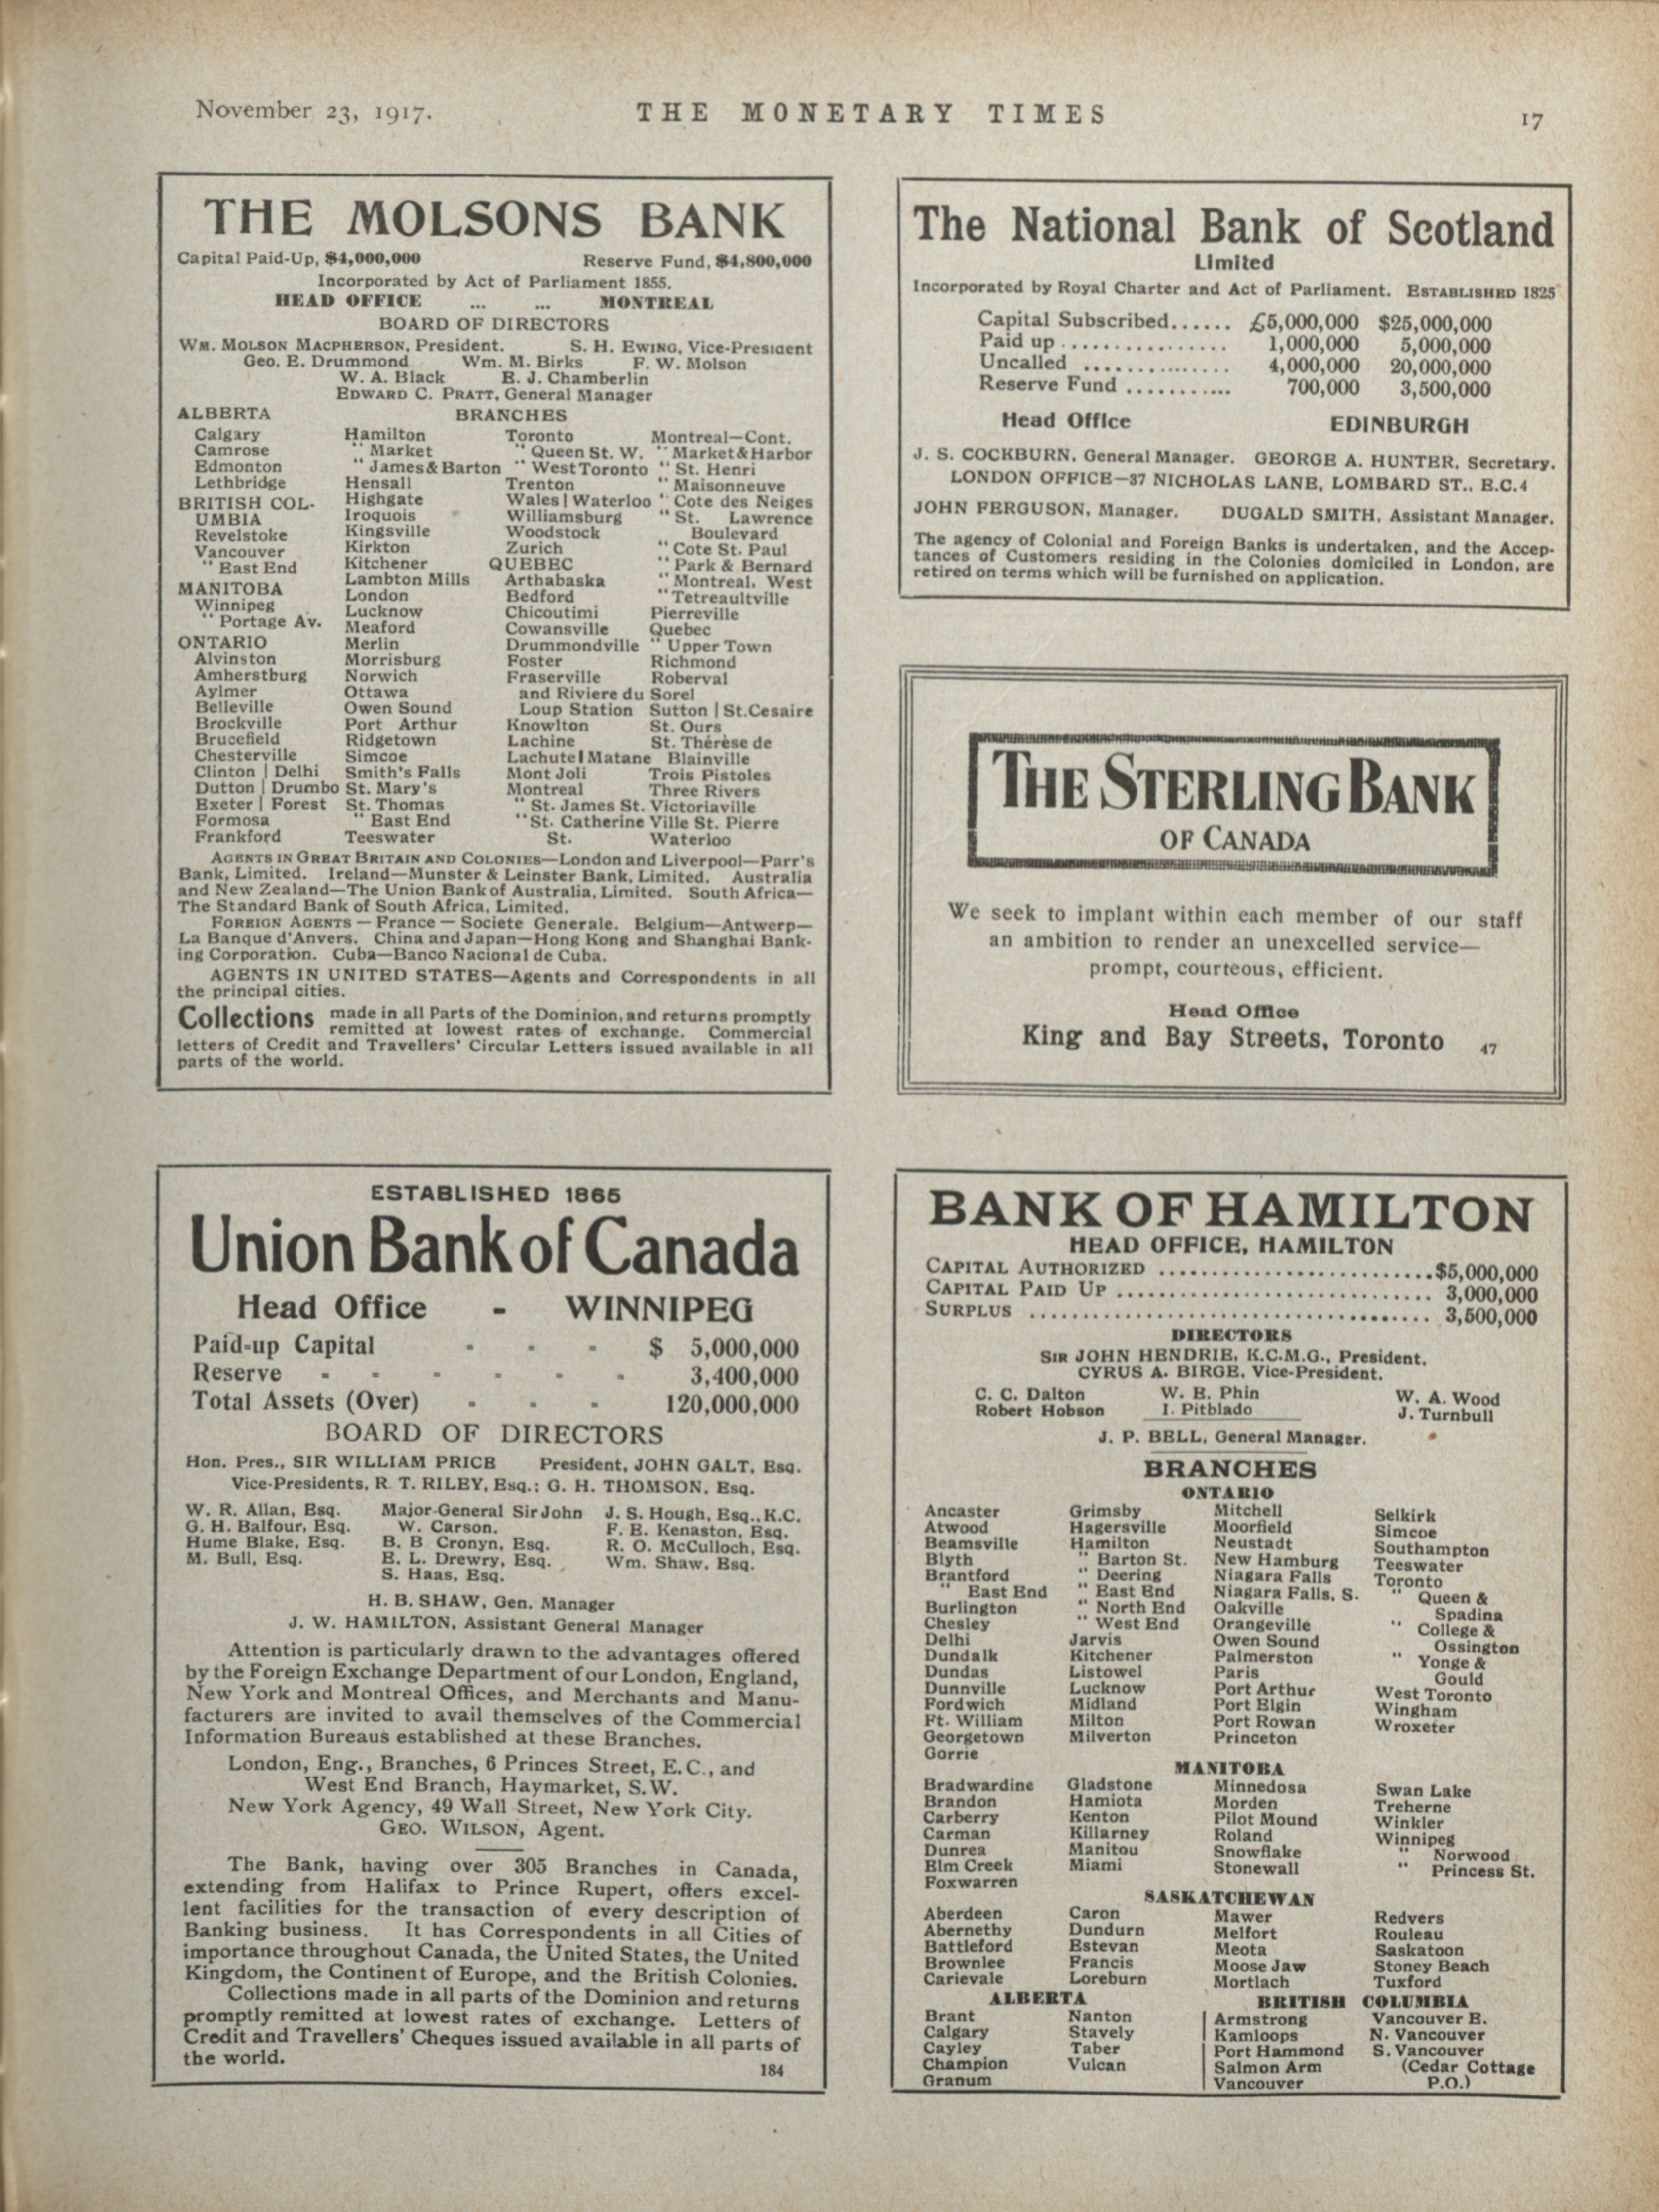 November 23, 1917.
THE MONETARY TIMES
17
THE MOLSONS BANK
Capital Paid-Up, $4,000,000 Reserve Fund, $4,800,000
Incorporated by Act of Parliament 1855.
HEAD OFFICE ... ... MONTREAL
BOARD OF DIRECTORS
WM. MOLSON MACPHERSON, President. S. H. EWING, Vice-President
Geo. E. Drummond Wm. M. Birks F. W. Molson
W. A. Black E. J. Chamberlin
EDWARD C. PRATT, General Manager
BRANCHES
ALBERTA
Calgary
Camrose
Edmonton
Lethbridge
BRITISH COL-
UMBIA
Revelstoke
Vancouver
" East End
MANITOBA
Winnipeg
" Portage Av.
ONTARIO
Alvinston
Amherstburg
Aylmer
Belleville
Brockville
Brucefield
Chesterville
Clinton | Delhi
Dutton | Drumbo
Exeter | Forest
Formosa
Frankford
Hamilton
" Market
" James & Barton
Hensall
Highgate
Iroquois
Kingsville
Kirkton
Kitchener
Lambton Mills
London
Lucknow
Meaford
Merlin
Morrisburg
Norwich
Ottawa
Owen Sound
Port Arthur
Ridgetown
Simcoe
Smith's Falls
St. Mary's
St. Thomas
" East End
Teeswater
Toronto
" Queen St. W.
" West Toronto
Trenton
Wales | Waterloo
Williamsburg
Woodstock
Zurich
QUEBEC
Arthabaska
Bedford
Chicoutimi
Cowansville
Drummondville
Foster
Fraserville
and Riviere du
Loup Station
Knowlton
Lachine
Lachute | Matane
Mont Joli
Montreal
" St. James St.
" St. Catherine
St.
Montreal—Cont.
" Market & Harbor
" St. Henri
" Maisonneuve
" Cote des Neiges
" St. Lawrence
Boulevard
" Cote St. Paul
" Park & Bernard
" Montreal, West
" Tetreaultville
Pierreville
Quebec
" Upper Town
Richmond
Roberval
Sorel
Sutton | St. Cesaire
St. Ours
St. Thérèse de
Blainville
Trois Pistoles
Three Rivers
Victoriaville
Ville St. Pierre
Waterloo
AGENTS IN GREAT BRITAIN AND COLONIES—London and Liverpool—Parr's
Bank, Limited. Ireland—Munster & Leinster Bank, Limited. Australia
and New Zealand—The Union Bank of Australia, Limited. South Africa—
The Standard Bank of South Africa, Limited.
FOREIGN AGENTS — France — Societe Generale. Belgium—Antwerp—
La Banque d'Anvers. China and Japan—Hong Kong and Shanghai Bank-
ing Corporation. Cuba—Banco Nacional de Cuba.
AGENTS IN UNITED STATES—Agents and Correspondents in all
the principal cities.
Collections made in all Parts of the Dominion, and returns promptly
remitted at lowest rates of exchange. Commercial
letters of Credit and Travellers' Circular Letters issued available in all
parts of the world.
The National Bank of Scotland
Limited
Incorporated by Royal Charter and Act of Parliament. ESTABLISHED 1825
Capital Subscribed...... £5,000,000 $25,000,000
Paid up ................ 1,000,000 5,000,000
Uncalled ............... 4,000,000 20,000,000
Reserve Fund ........... 700,000 3,500,000
Head Office EDINBURGH
J. S. COCKBURN, General Manager. GEORGE A. HUNTER, Secretary.
LONDON OFFICE—37 NICHOLAS LANE, LOMBARD ST., E.C.4
JOHN FERGUSON, Manager. DUGALD SMITH, Assistant Manager.
The agency of Colonial and Foreign Banks is undertaken, and the Accep-
tances of Customers residing in the Colonies domiciled in London, are
retired on terms which will be furnished on application.
THE STERLING BANK
OF CANADA
We seek to implant within each member of our staff
an ambition to render an unexcelled service—
prompt, courteous, efficient.
Head Office
King and Bay Streets, Toronto 47
ESTABLISHED 1865
Union Bank of Canada
Head Office - WINNIPEG
Paid-up Capital - - - $ 5,000,000
Reserve - - - - - - 3,400,000
Total Assets (Over) - - - 120,000,000
BOARD OF DIRECTORS
Hon. Pres., SIR WILLIAM PRICE President, JOHN GALT, Esq.
Vice-Presidents, R. T. RILEY, Esq.; G. H. THOMSON, Esq.
W. R. Allan, Esq.
G. H. Balfour, Esq.
Hume Blake, Esq.
M. Bull, Esq.
Major-General Sir John
W. Carson.
B. B Cronyn, Esq.
E. L. Drewry, Esq.
S. Haas, Esq.
J. S. Hough, Esq., K.C.
F. E. Kenaston, Esq.
R. O. McCulloch, Esq.
Wm. Shaw, Esq.
H. B. SHAW, Gen. Manager
J. W. HAMILTON, Assistant General Manager
Attention is particularly drawn to the advantages offered
by the Foreign Exchange Department of our London, England,
New York and Montreal Offices, and Merchants and Manu-
facturers are invited to avail themselves of the Commercial
Information Bureaus established at these Branches.
London, Eng., Branches, 6 Princes Street, E.C., and
West End Branch, Haymarket, S.W.
New York Agency, 49 Wall Street, New York City.
GEO. WILSON, Agent.
The Bank, having over 305 Branches in Canada,
extending from Halifax to Prince Rupert, offers excel-
lent facilities for the transaction of every description of
Banking business. It has Correspondents in all Cities of
importance throughout Canada, the United States, the United
Kingdom, the Continent of Europe, and the British Colonies.
Collections made in all parts of the Dominion and returns
promptly remitted at lowest rates of exchange. Letters of
Credit and Travellers' Cheques issued available in all parts of
the world.
184
BANK OF HAMILTON
HEAD OFFICE, HAMILTON
CAPITAL AUTHORIZED ..........................$5,000,000
CAPITAL PAID UP .............................. 3,000,000
SURPLUS ...................................... 3,500,000
DIRECTORS
SIR JOHN HENDRIE, K.C.M.G., President.
CYRUS A. BIRGE, Vice-President.
C. C. Dalton W. E. Phin W. A. Wood
Robert Hobson I. Pitblado J. Turnbull
J. P. BELL, General Manager.
BRANCHES
ONTARIO
Ancaster
Atwood
Beamsville
Blyth
Brantford
" East End
Burlington
Chesley
Delhi
Dundalk
Dundas
Dunnville
Fordwich
Ft. William
Georgetown
Gorrie
Grimsby
Hagersville
Hamilton
" Barton St.
" Deering
" East End
" North End
" West End
Jarvis
Kitchener
Listowel
Lucknow
Midland
Milton
Milverton
Mitchell
Moorfield
Neustadt
New Hamburg
Niagara Falls
Niagara Falls, S.
Oakville
Orangeville
Owen Sound
Palmerston
Paris
Port Arthur
Port Elgin
Port Rowan
Princeton
Selkirk
Simcoe
Southampton
Teeswater
Toronto
" Queen &
Spadina
" College &
Ossington
" Yonge &
Gould
West Toronto
Wingham
Wroxeter
MANITOBA
Bradwardine
Brandon
Carberry
Carman
Dunrea
Elm Creek
Foxwarren
Gladstone
Hamiota
Kenton
Killarney
Manitou
Miami
Minnedosa
Morden
Pilot Mound
Roland
Snowflake
Stonewall
Swan Lake
Treherne
Winkler
Winnipeg
" Norwood
" Princess St.
SASKATCHEWAN
Aberdeen
Abernethy
Battleford
Brownlee
Carievale
Caron
Dundurn
Estevan
Francis
Loreburn
Mawer
Melfort
Meota
Moose Jaw
Mortlach
Redvers
Rouleau
Saskatoon
Stoney Beach
Tuxford
ALBERTA
Brant
Calgary
Cayley
Champion
Granum
Nanton
Stavely
Taber
Vulcan
BRITISH COLUMBIA
Armstrong
Kamloops
Port Hammond
Salmon Arm
Vancouver
Vancouver E.
N. Vancouver
S. Vancouver
(Cedar Cottage
P.O.)